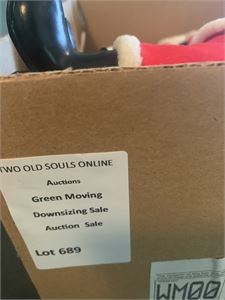 TWO OLD SOULS ONLINE
Auctions
Green Moving
Downsizing Sale
Auction Sale
Lot 689
WM00